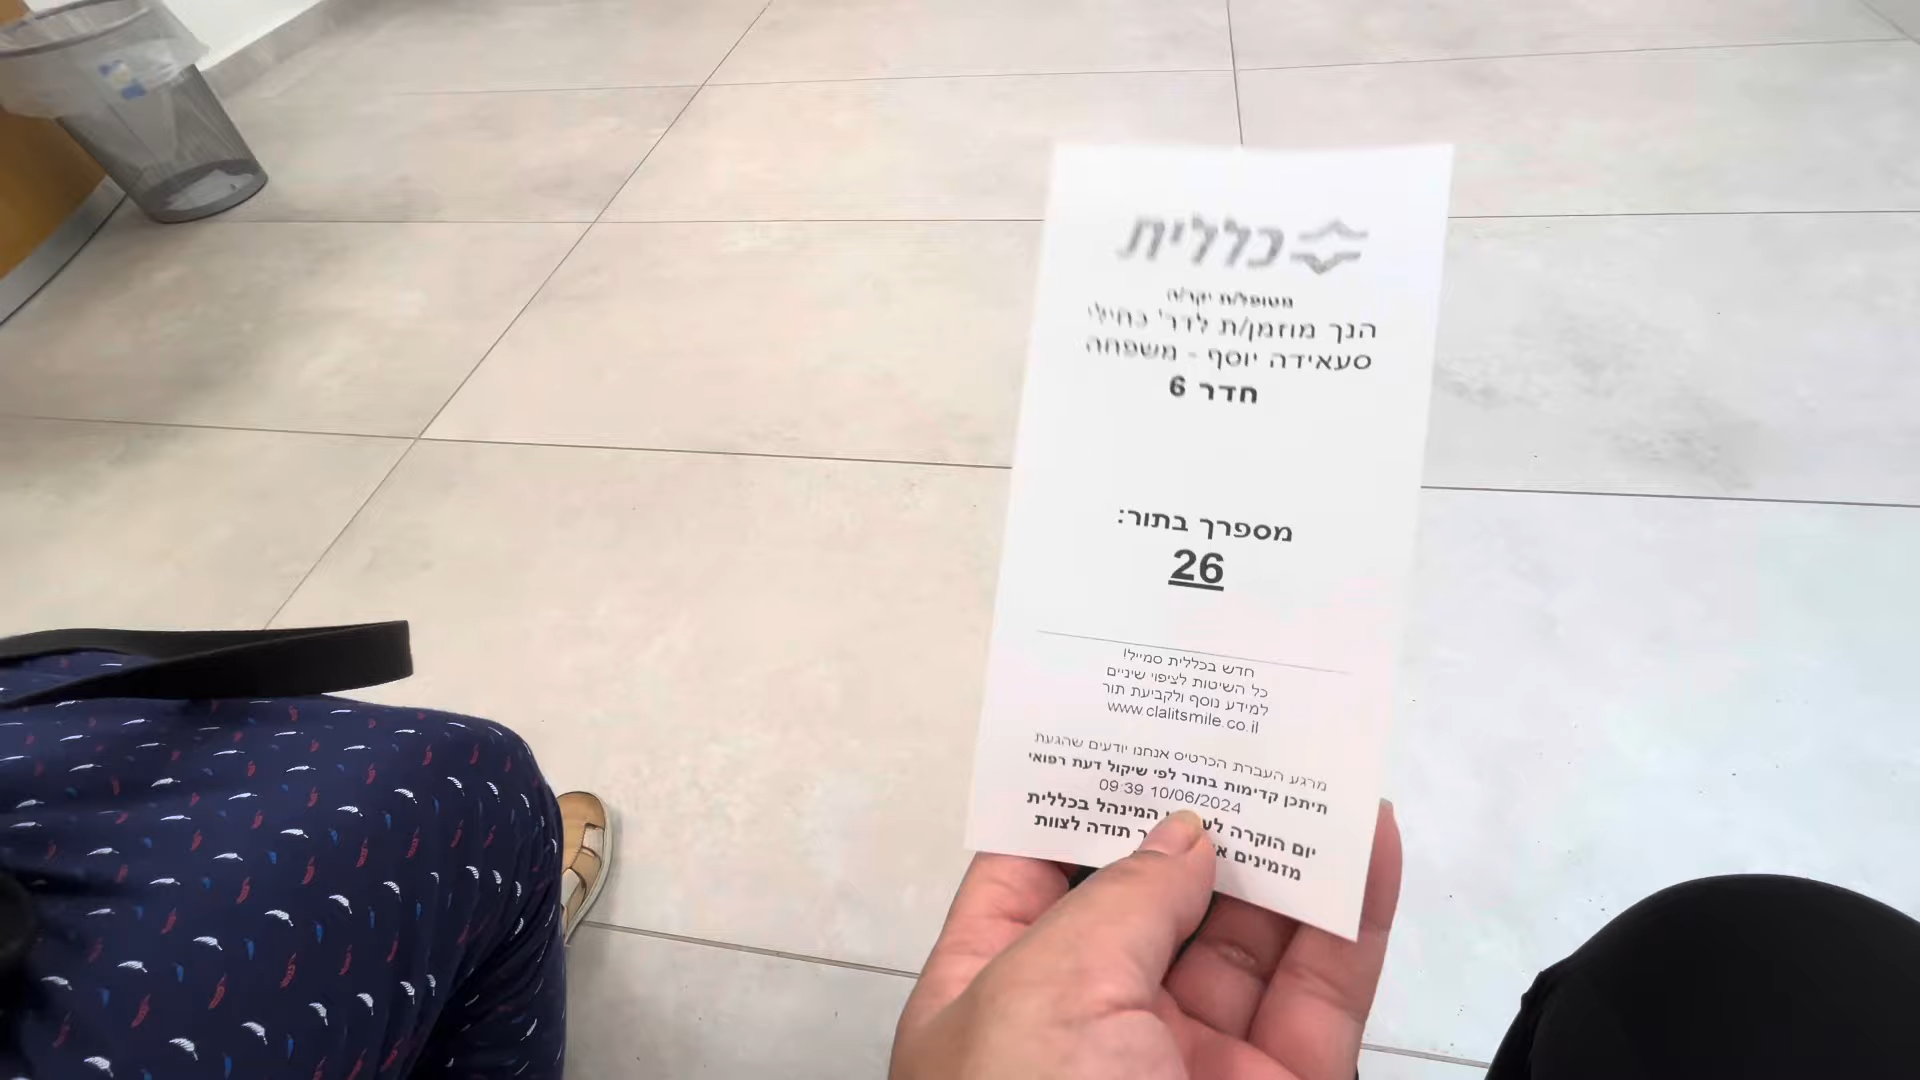 כללית
מטופל/ת יקר/ה
הנך מוזמן/ת לדר' כחילי
סעאידה יוסף - משפחה
חדר 6
מספרך בתור:
26
חדש בכללית סמייל!
כל השיטות לציפוי שיניים
למידע נוסף ולקביעת תור
www.clalitsmile.co.il
מרגע העברת הכרטיס אנחנו יודעים שהגעת
תיתכן קדימות בתור לפי שיקול דעת רפואי
09:39 10/06/2024
יום הוקרה המינהל בכללית
מזמינים תודה לצוות